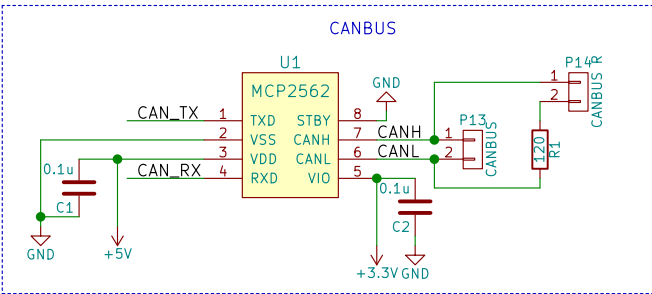 CANBUS
U1
MCP2562
CAN_TX
1
TXD
2
VSS
3
VDD
CAN_RX
4
RXD
STBY
8
CANH
7
CANH
CANL
6
CANL
VIO
5
GND
P13
1
2
CANBUS
P14
1
2
CANBUS R
120
R1
0.1u
C1
GND
+5V
0.1u
C2
+3.3V
GND